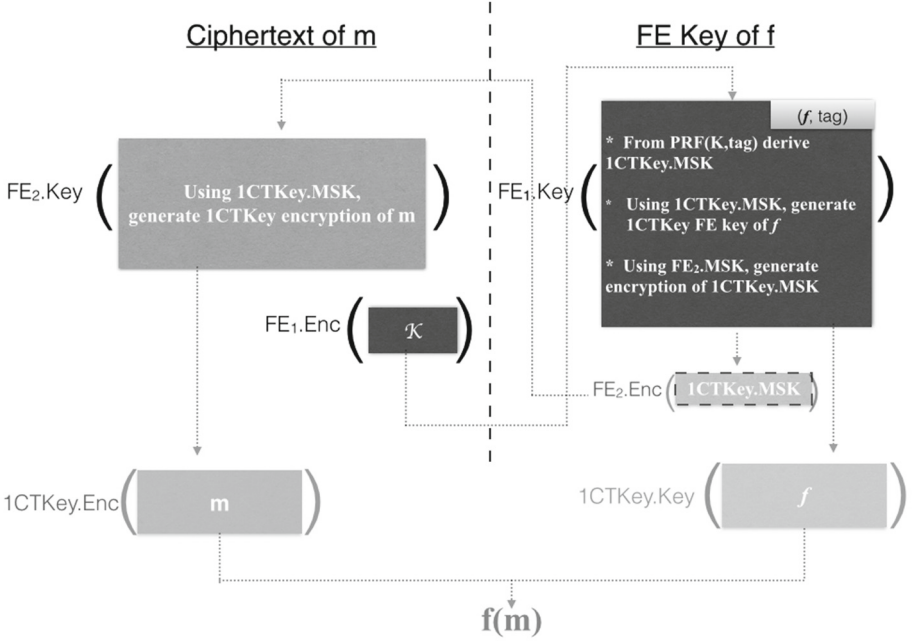 Ciphertext of m
FE Key of f
(f, tag)
FE₂.Key
Using 1CTKey.MSK,
generate 1CTKey encryption of m
FE₁.Key
* From PRF(K,tag) derive
1CTKey.MSK
* Using 1CTKey.MSK, generate
1CTKey FE key of f
* Using FE₂.MSK, generate
encryption of 1CTKey.MSK
FE₁.Enc ( K )
FE₂.Enc ( 1CTKey.MSK )
1CTKey.Enc ( m )
1CTKey.Key ( f )
f(m)